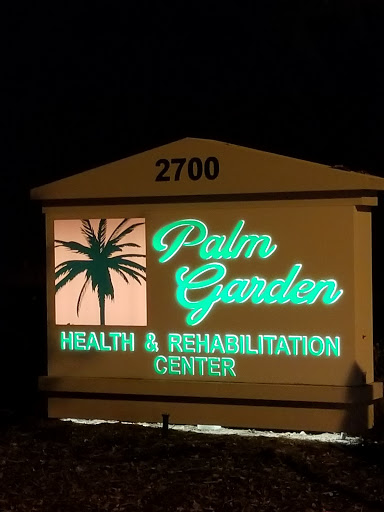 2700
Palm
Garden
HEALTH & REHABILITATION
CENTER